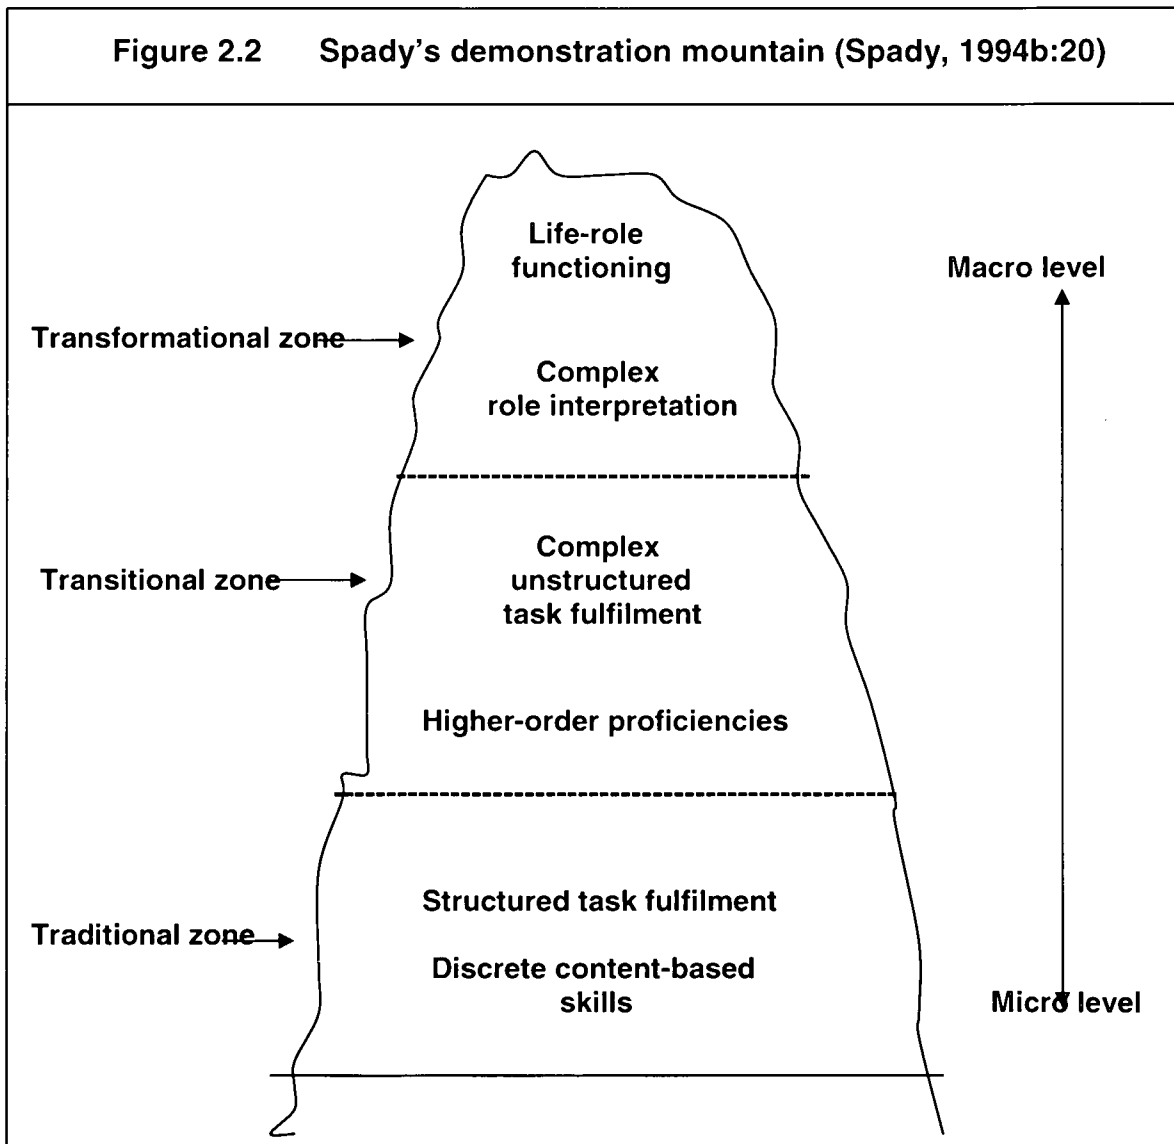 Figure 2.2 Spady's demonstration mountain (Spady, 1994b:20)
Life-role
functioning
Macro level
Transformational zone
Complex
role interpretation
Complex
unstructured
task fulfilment
Transitional zone
Higher-order proficiencies
Structured task fulfilment
Traditional zone
Discrete content-based
skills
Micro level